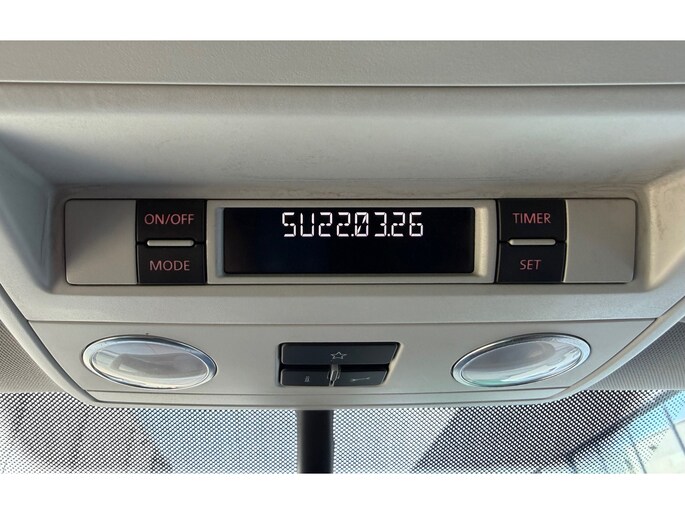 ON/OFF
SU22.03.26
TIMER
MODE
SET